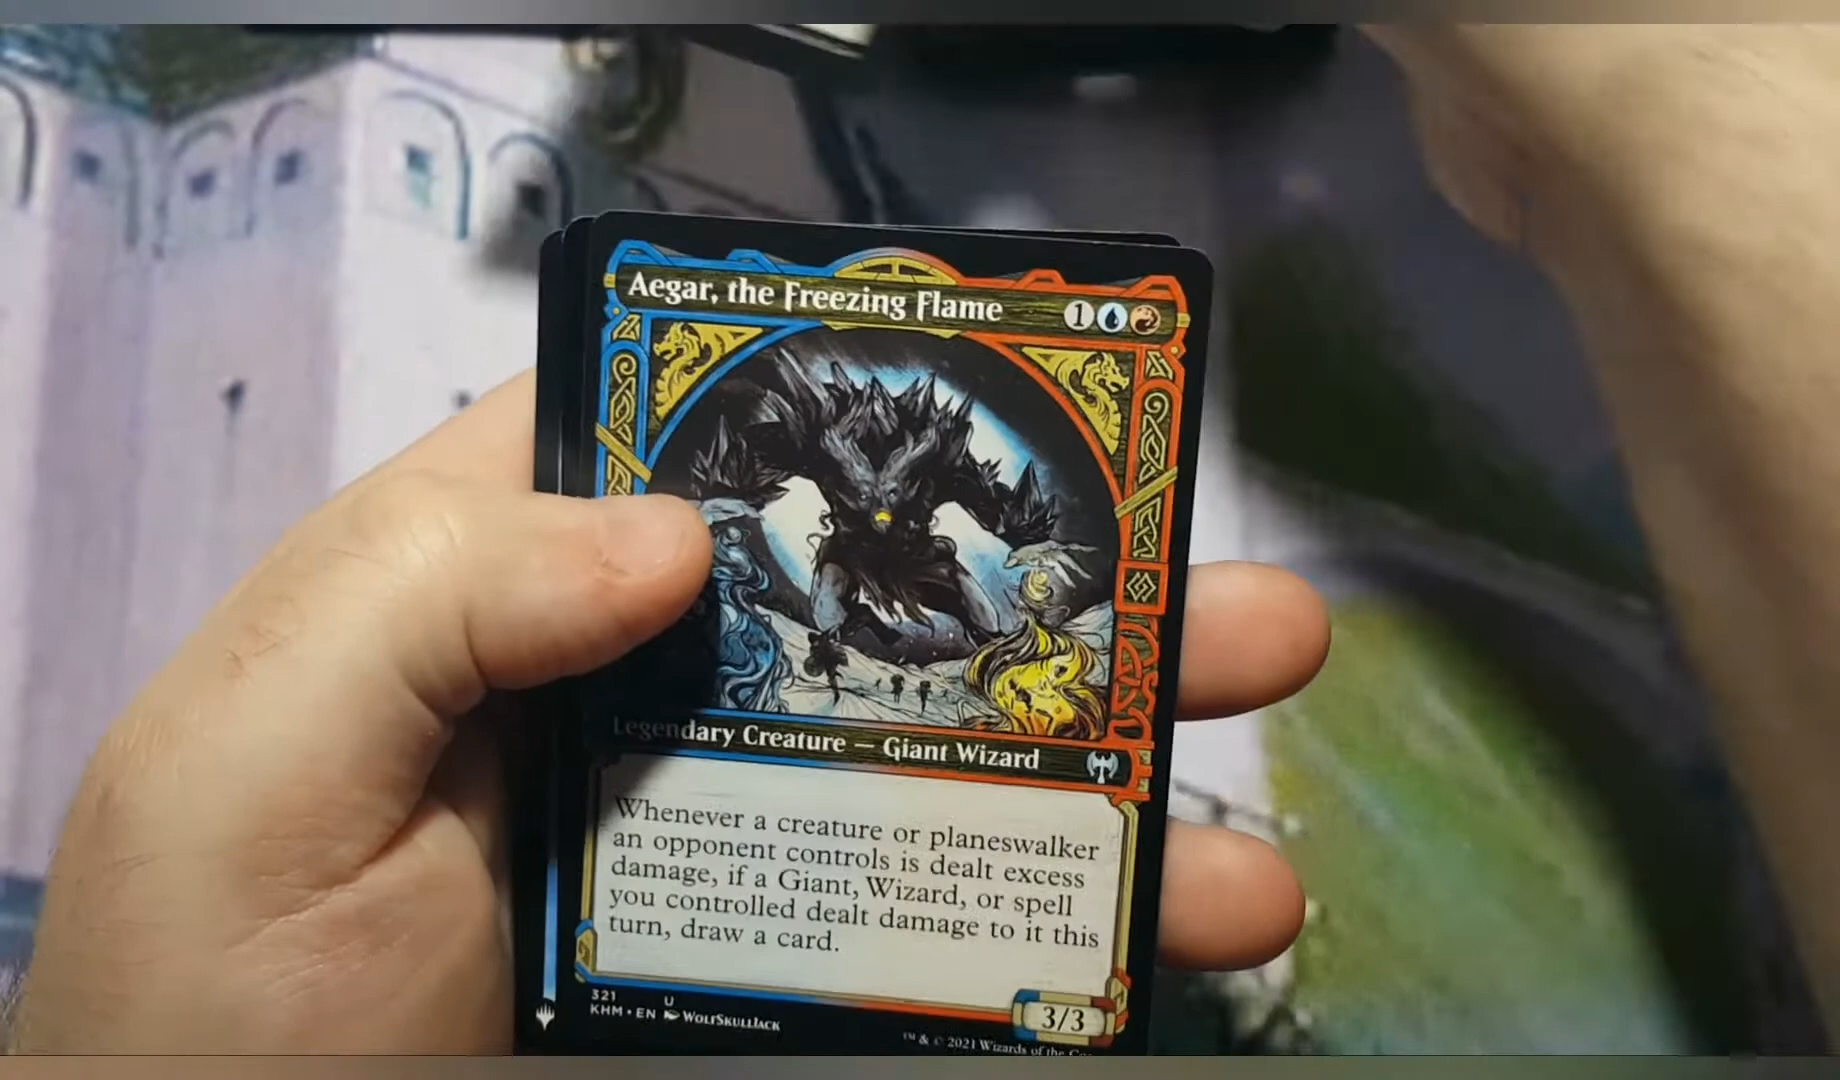 Aegar, the Freezing Flame 1
Legendary Creature — Giant Wizard
Whenever a creature or planeswalker
an opponent controls is dealt excess
damage, if a Giant, Wizard, or spell
you controlled dealt damage to it this
turn, draw a card.
321 U
KHM • EN WOLFSKULLJACK
3/3
™ & © 2021 Wizards of the